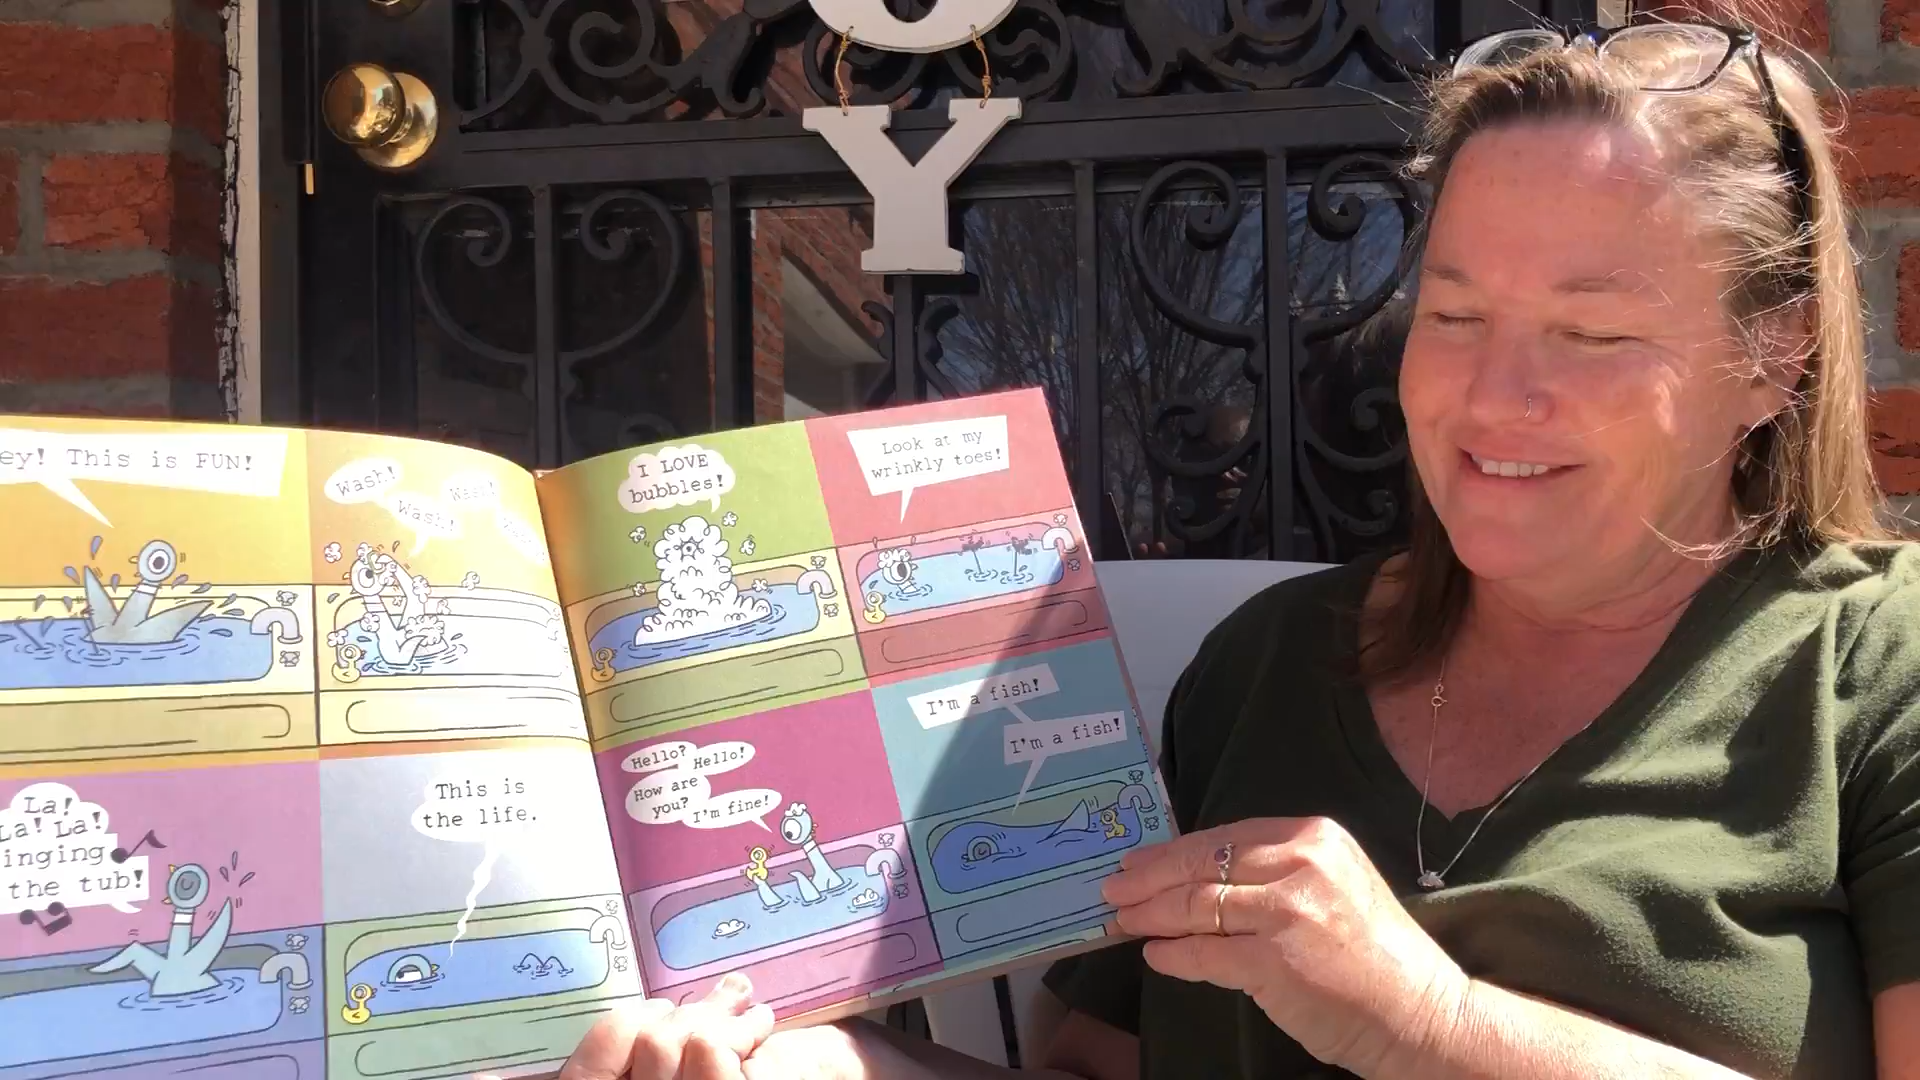 Y
ey! This is FUN!
Wash!
Wash!
Wash!
La!
La! La!
inging
the tub!
This is
the life.
I LOVE
bubbles!
Look at my
wrinkly toes!
Hello?
Hello!
How are
you?
I'm fine!
I'm a fish!
I'm a fish!